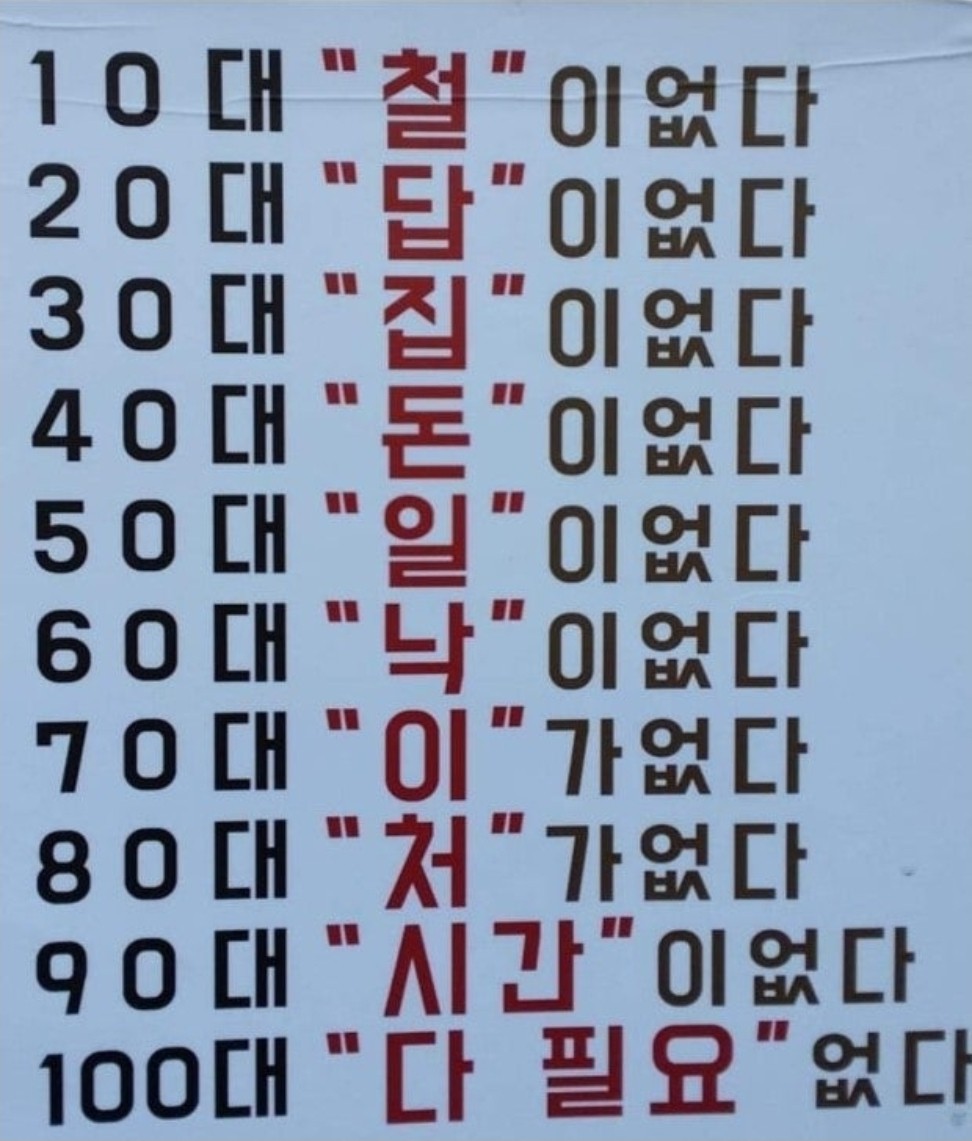 10대 "철"이없다
20대 "답"이없다
30대 "집"이없다
40대 "돈"이없다
50대 "일"이없다
60대 "낙"이없다
70대 "이"가없다
80대 "처"가없다
90대 "시간"이없다
100대 "다 필요"없다